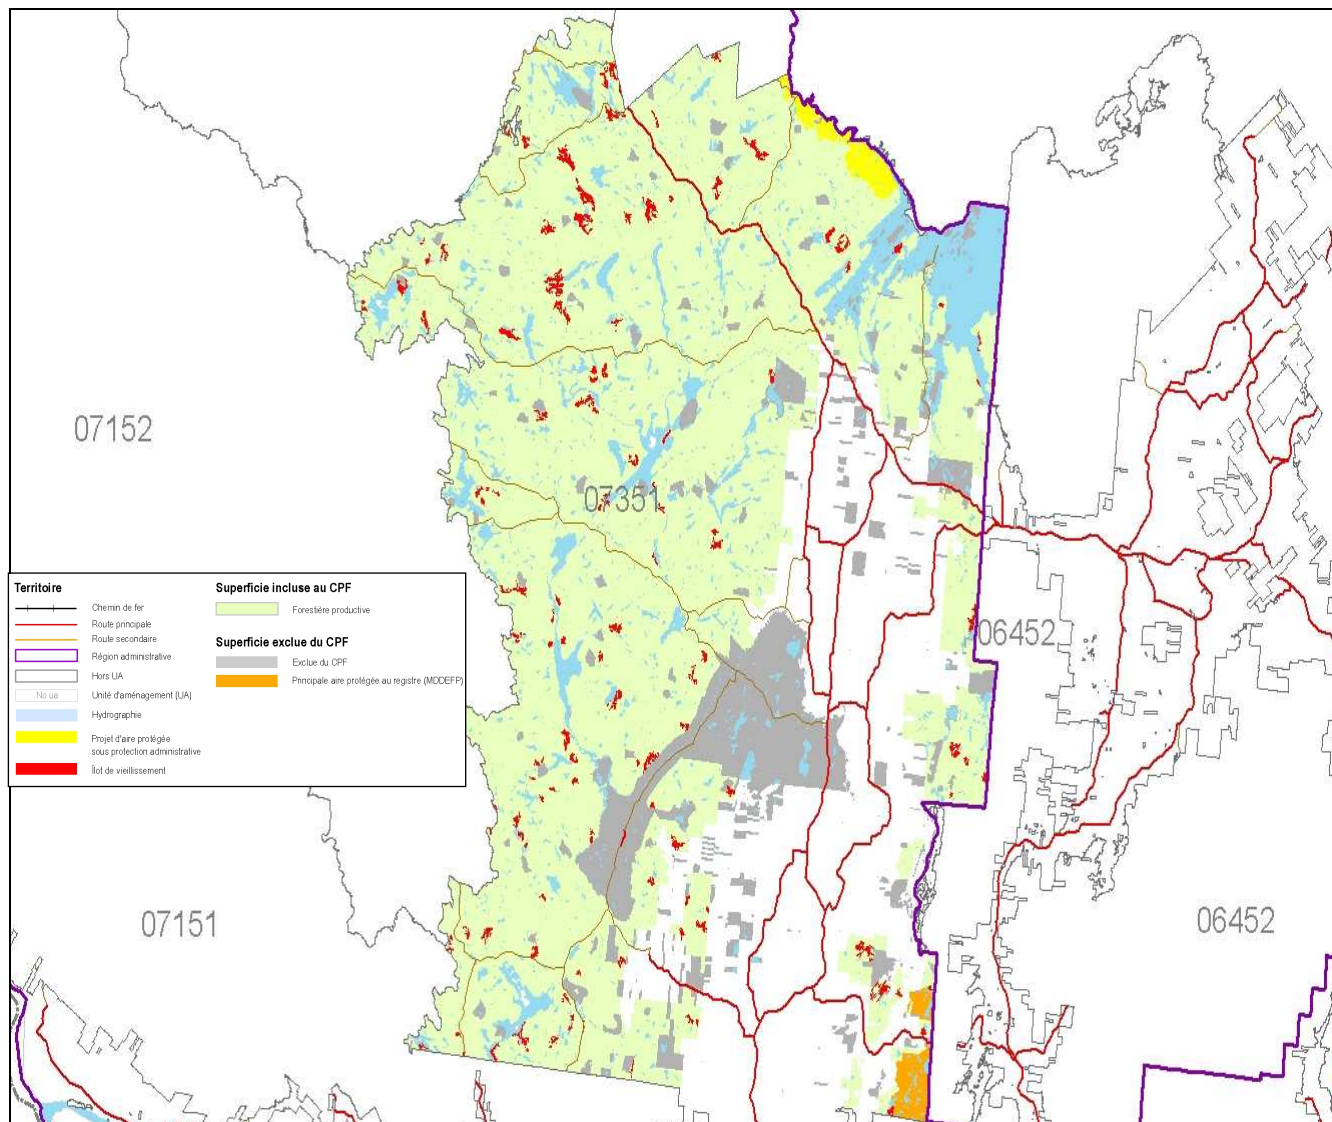 07152
07351
06452
Territoire
Chemin de fer
Route principale
Route secondaire
Région administrative
Hors UA
No ua
Unité d'aménagement (UA)
Hydrographie
Projet d'aire protégée
sous protection administrative
Îlot de vieillissement
Superficie incluse au CPF
Forestière productive
Superficie exclue du CPF
Exclue du CPF
Principale aire protégée au registre (MDDEFP)
07151
06452